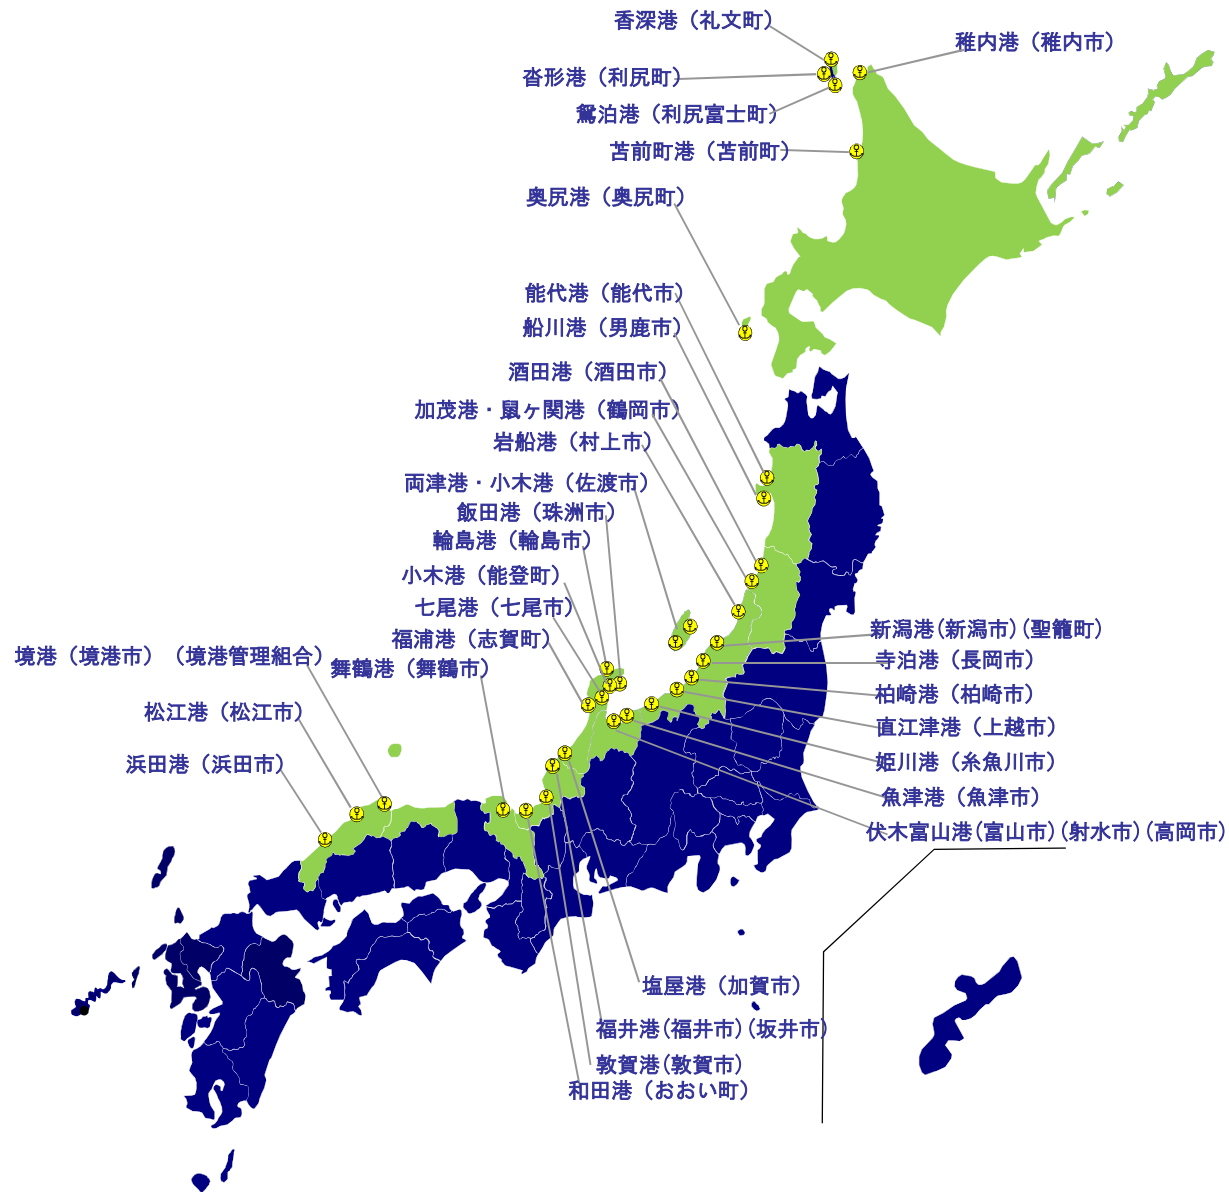 香深港（礼文町）
稚内港（稚内市）
沓形港（利尻町）
鴛泊港（利尻富士町）
苫前町港（苫前町）
奥尻港（奥尻町）
能代港（能代市）
船川港（男鹿市）
酒田港（酒田市）
加茂港・鼠ヶ関港（鶴岡市）
岩船港（村上市）
両津港・小木港（佐渡市）
飯田港（珠洲市）
輪島港（輪島市）
小木港（能登町）
七尾港（七尾市）
福浦港（志賀町）
舞鶴港（舞鶴市）
境港（境港市）（境港管理組合）
松江港（松江市）
浜田港（浜田市）
新潟港(新潟市)(聖籠町)
寺泊港（長岡市）
柏崎港（柏崎市）
直江津港（上越市）
姫川港（糸魚川市）
魚津港（魚津市）
伏木富山港(富山市)(射水市)(高岡市)
塩屋港（加賀市）
福井港(福井市)(坂井市)
敦賀港(敦賀市)
和田港（おおい町）